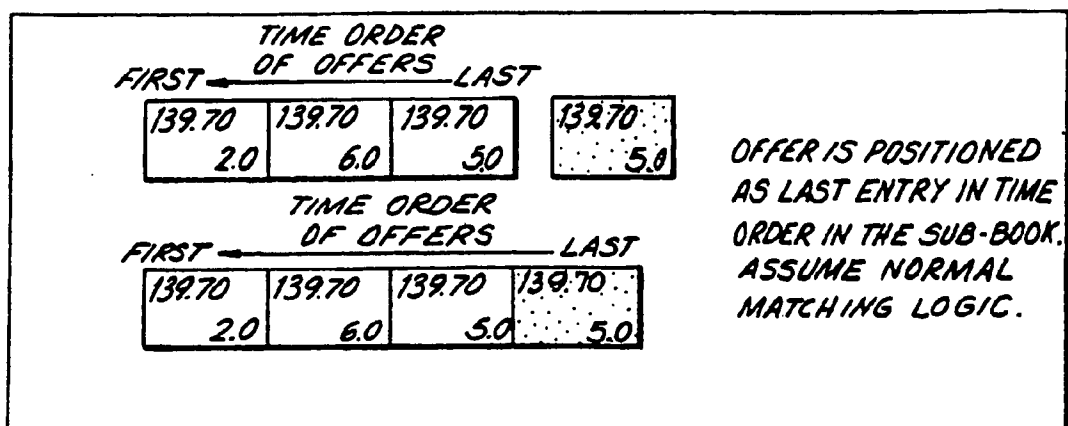 TIME ORDER
OF OFFERS
FIRST LAST
139.70 139.70 139.70 139.70
2.0 6.0 5.0 5.0
TIME ORDER
OF OFFERS
FIRST LAST
139.70 139.70 139.70 139.70
2.0 6.0 5.0 5.0
OFFER IS POSITIONED
AS LAST ENTRY IN TIME
ORDER IN THE SUB-BOOK.
ASSUME NORMAL
MATCHING LOGIC.